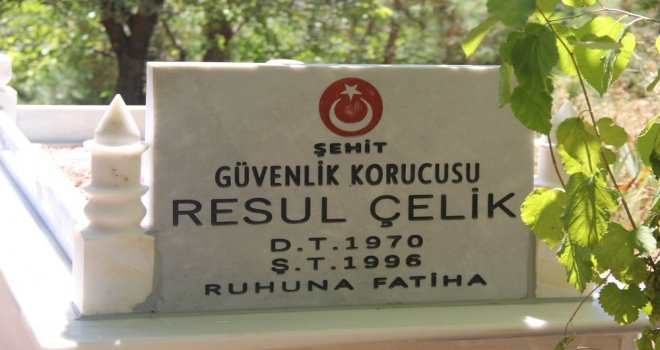 ŞEHİT
GÜVENLİK KORUCUSU
RESUL ÇELİK
D.T.1970
Ş.T.1996
RUHUNA FATİHA